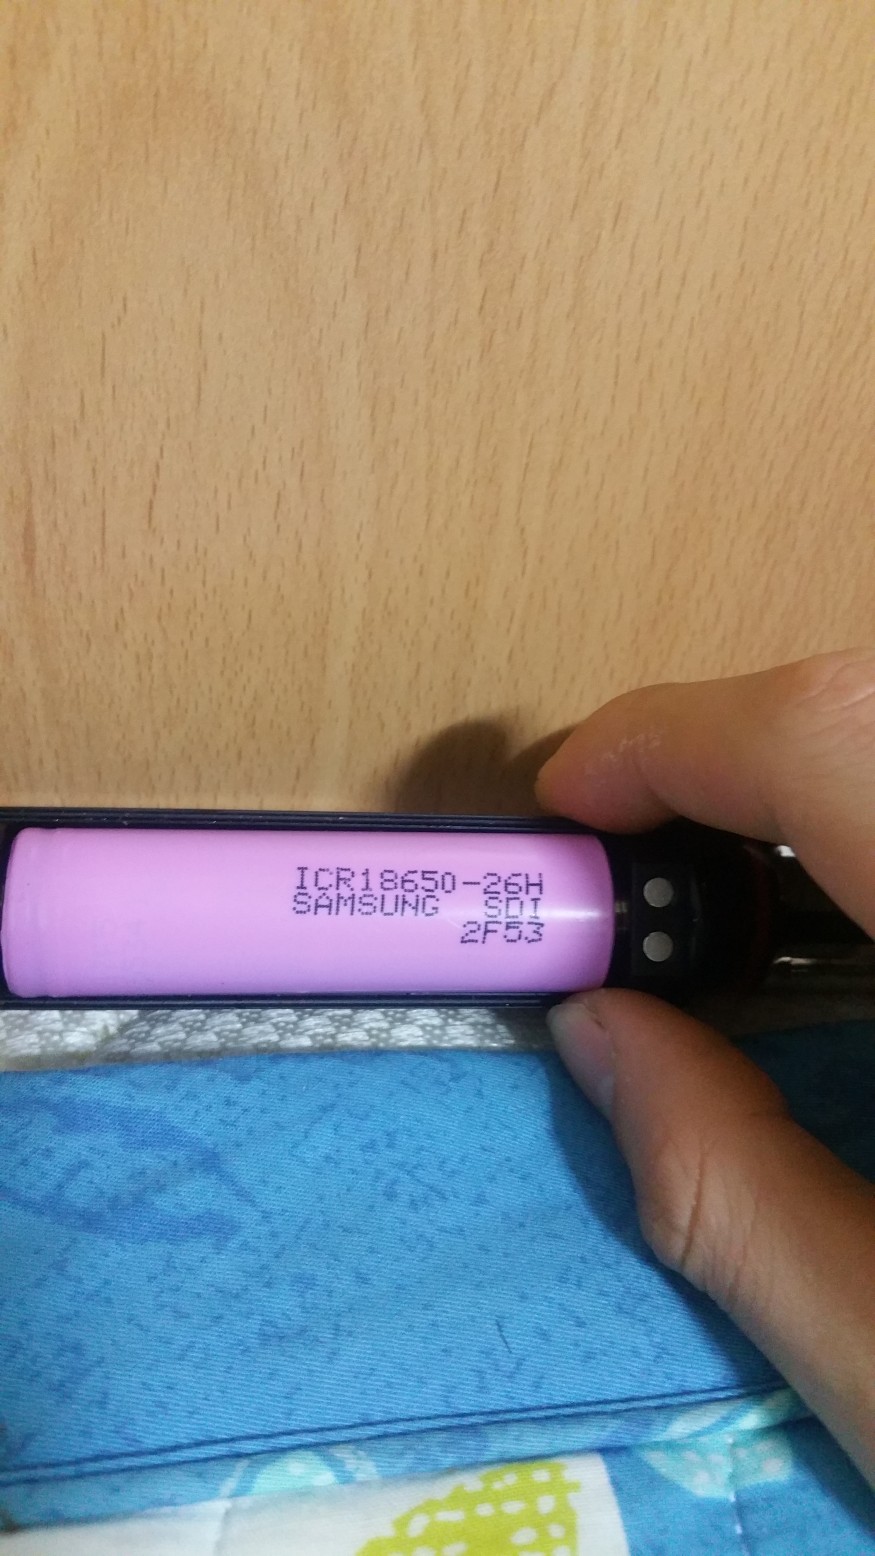 ICR18650-26H
SAMSUNG SDI
2F53